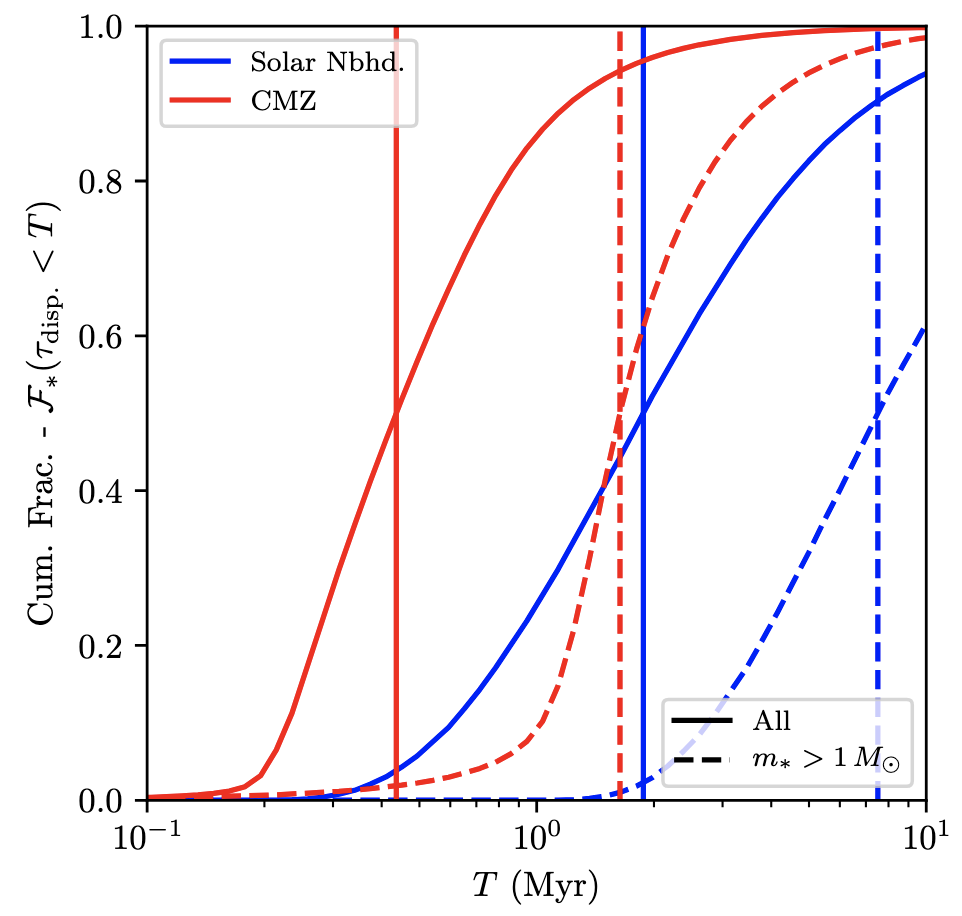 Solar Nbhd.
CMZ
1.0
0.8
0.6
0.4
0.2
0.0
Cum. Frac. - ℱ∗(τdisp. < T)
All
m∗ > 1 M⊙
10⁻¹
10⁰
10¹
T (Myr)